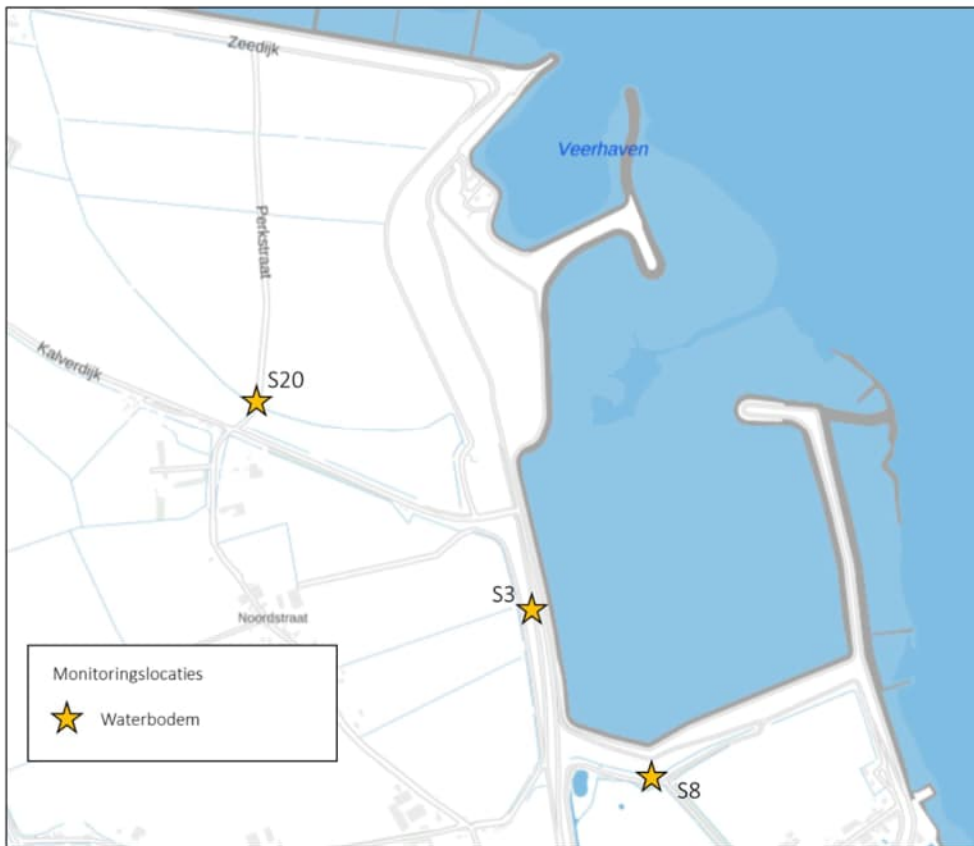 Zeedijk
Veerhaven
Perkstraat
Kalverdijk
S20
S3
Noordstraat
Monitoringslocaties
Waterbodem
S8